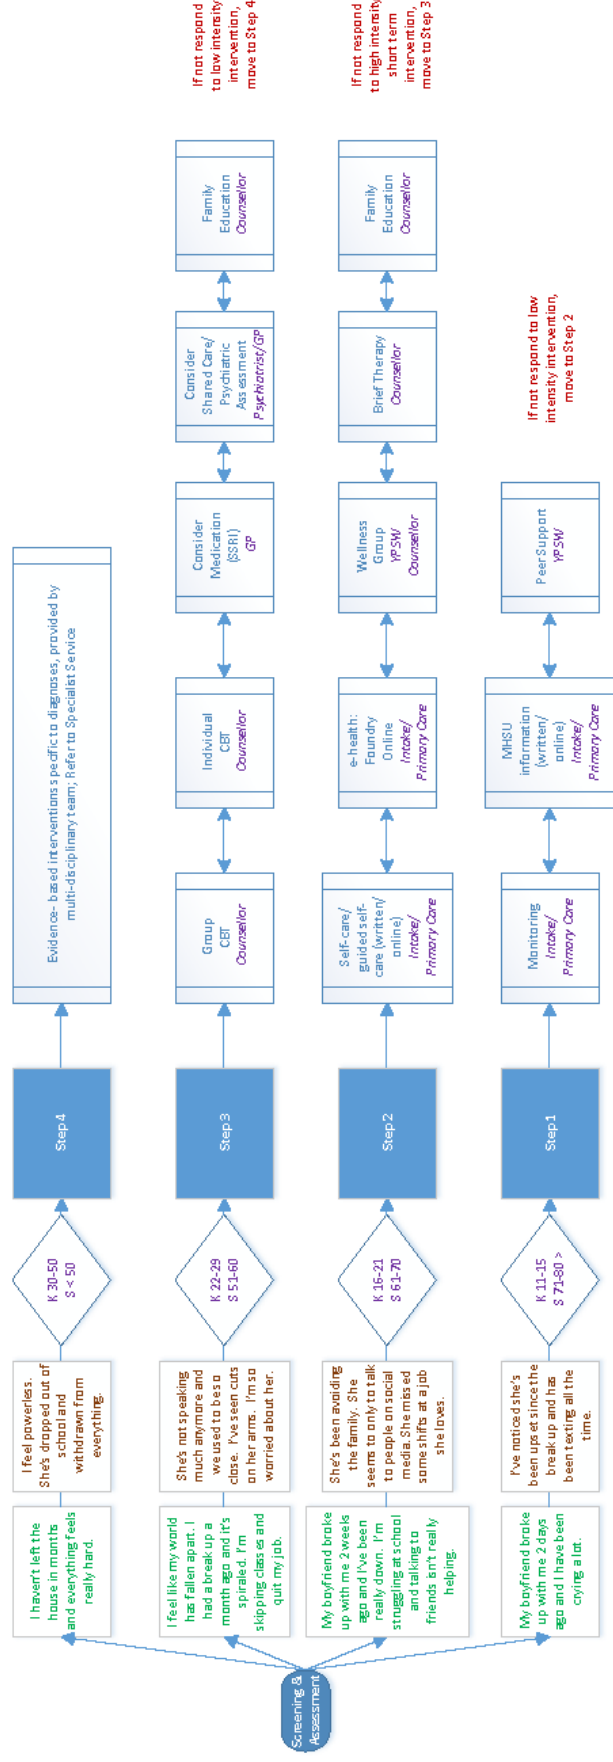 Screening &
Assessment
I haven't left the
house in months
and everything feels
really hard.
I feel powerless.
She's dropped out of
school and
withdrawn from
everything.
K 30-50
S < 50
Step 4
Evidence- based interventions specific to diagnoses, provided by
multi-disciplinary team; Refer to Specialist Service
I feel like my world
has fallen apart. I
had a break up a
month ago and it's
spiraled. I'm
skipping classes and
quit my job.
She's not speaking
much anymore and
we used to be so
close. I've seen cuts
on her arms. I'm so
worried about her.
K 22-29
S 51-60
Step 3
Group
CBT
Counsellor
Individual
CBT
Counsellor
Consider
Medication
(SSRI)
GP
Consider
Shared Care/
Psychiatric
Assessment
Psychiatrist/GP
Family
Education
Counsellor
If not respond
to low intensity
intervention,
move to Step 4
My boyfriend broke
up with me 2 weeks
ago and I've been
really down. I'm
struggling at school
and talking to
friends isn't really
helping.
She's been avoiding
the family. She
seems to only to talk
to people on social
media. She missed
some shifts at a job
she loves.
K 16-21
S 61-70
Step 2
Self-care/
guided self-
care (written/
online)
Intake/
Primary Care
e-health:
Foundry
Online
Intake/
Primary Care
Wellness
Group
YPSW/
Counsellor
Brief Therapy
Counsellor
Family
Education
Counsellor
If not respond
to high intensity
short term
intervention,
move to Step 3
My boyfriend broke
up with me 2 days
ago and I have been
crying a lot.
I've noticed she's
been upset since the
break up and has
been texting all the
time.
K 11-15
S 71-80 >
Step 1
Monitoring
Intake/
Primary Care
MHSU
information
(written/
online)
Intake/
Primary Care
Peer Support
YPSW
If not respond to low
intensity intervention,
move to Step 2